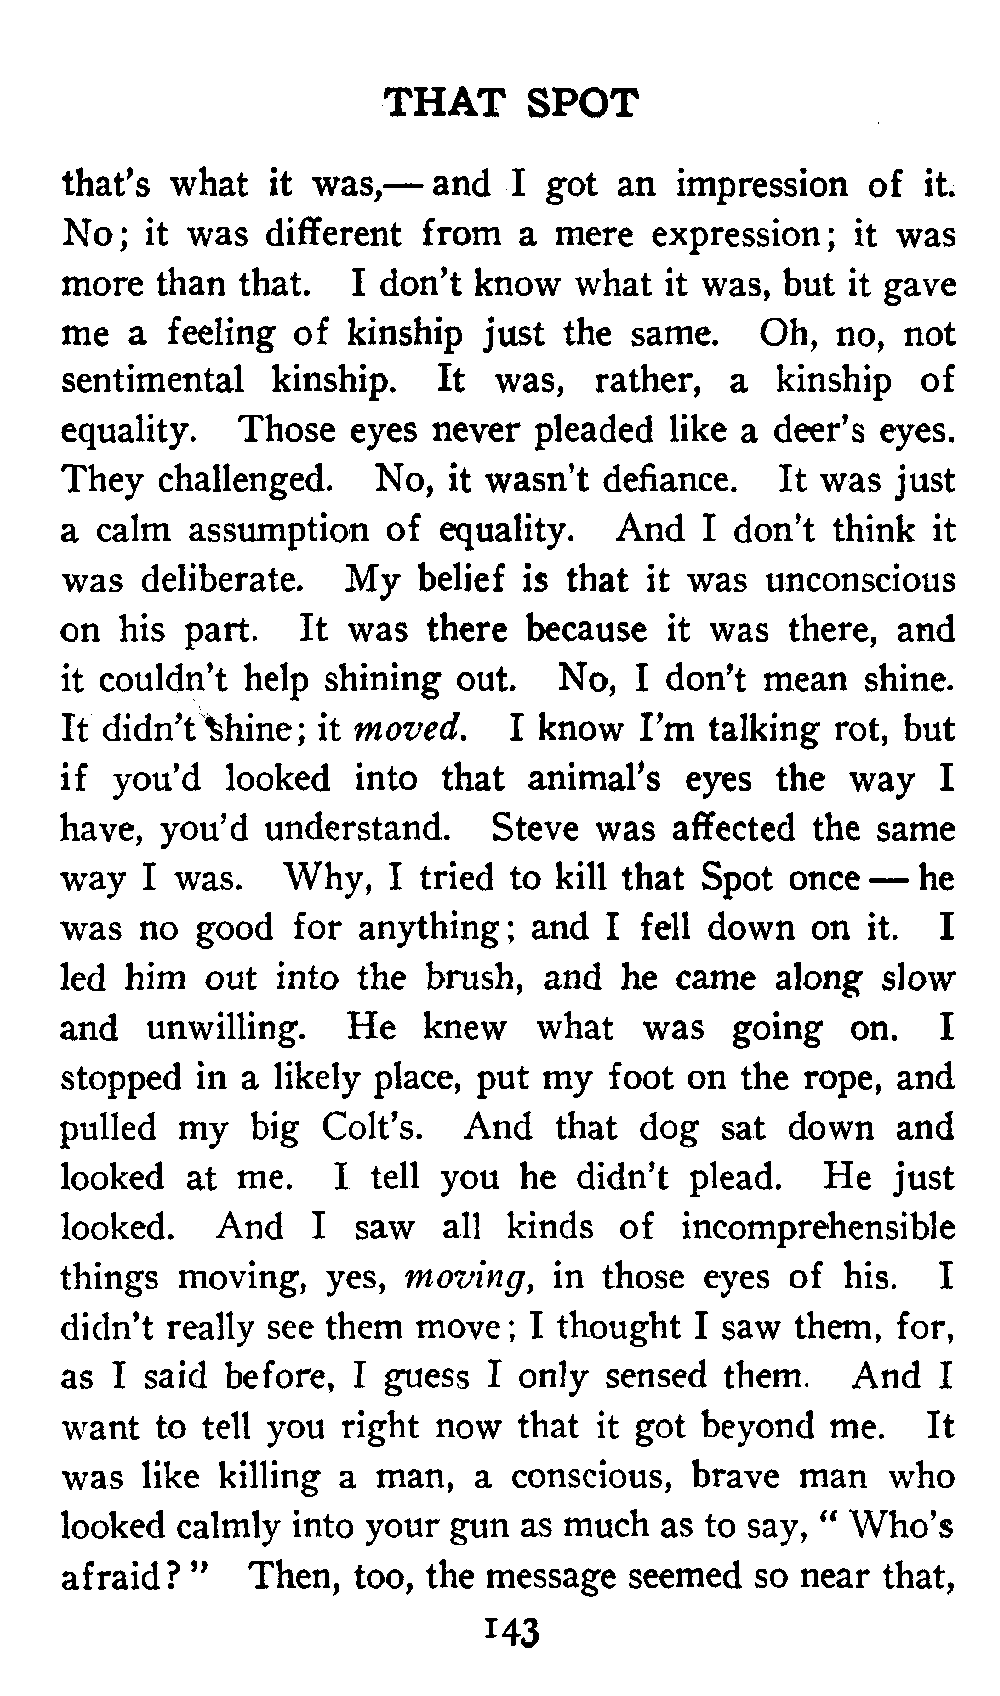 THAT SPOT
that's what it was,— and I got an impression of it.
No; it was different from a mere expression; it was
more than that. I don't know what it was, but it gave
me a feeling of kinship just the same. Oh, no, not
sentimental kinship. It was, rather, a kinship of
equality. Those eyes never pleaded like a deer's eyes.
They challenged. No, it wasn't defiance. It was just
a calm assumption of equality. And I don't think it
was deliberate. My belief is that it was unconscious
on his part. It was there because it was there, and
it couldn't help shining out. No, I don't mean shine.
It didn't shine; it moved. I know I'm talking rot, but
if you'd looked into that animal's eyes the way I
have, you'd understand. Steve was affected the same
way I was. Why, I tried to kill that Spot once — he
was no good for anything; and I fell down on it. I
led him out into the brush, and he came along slow
and unwilling. He knew what was going on. I
stopped in a likely place, put my foot on the rope, and
pulled my big Colt's. And that dog sat down and
looked at me. I tell you he didn't plead. He just
looked. And I saw all kinds of incomprehensible
things moving, yes, moving, in those eyes of his. I
didn't really see them move; I thought I saw them, for,
as I said before, I guess I only sensed them. And I
want to tell you right now that it got beyond me. It
was like killing a man, a conscious, brave man who
looked calmly into your gun as much as to say, " Who's
afraid? " Then, too, the message seemed so near that,
143